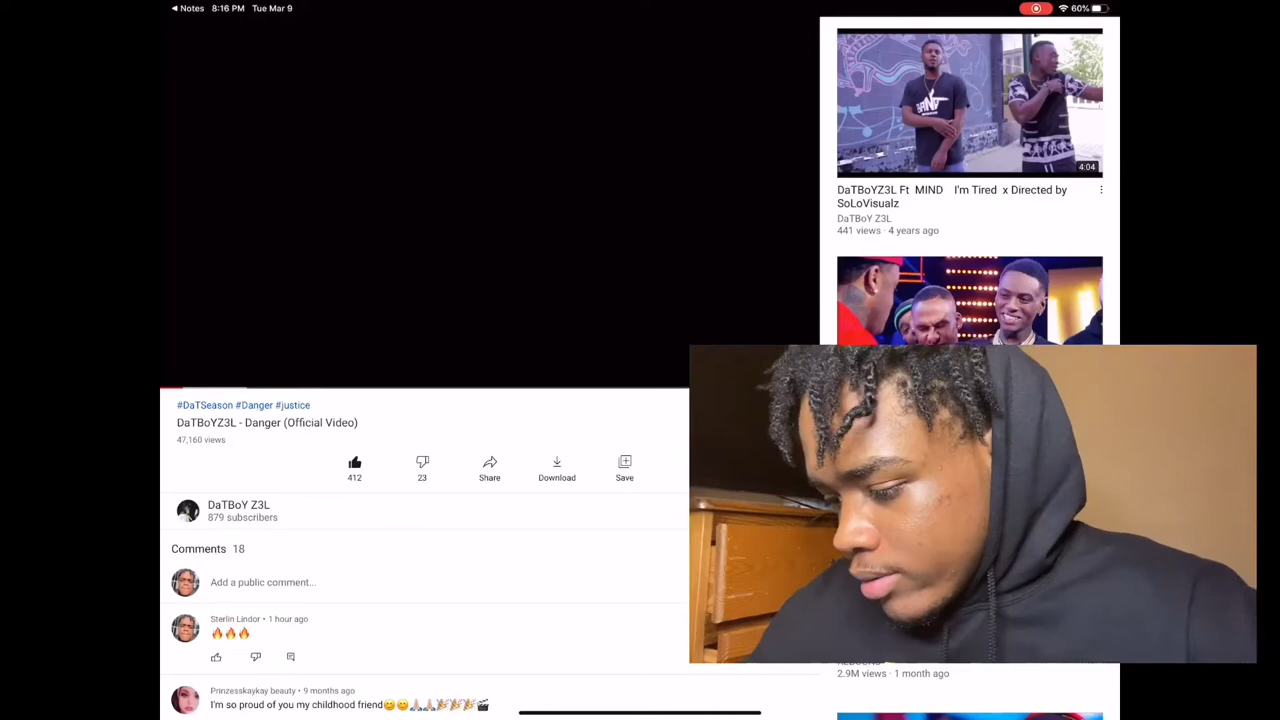 Notes 8:16 PM Tue Mar 9
60%
4:04
DaTBoYZ3L Ft MIND I'm Tired x Directed by
SoLoVisualz
DaTBoY Z3L
441 views · 4 years ago
#DaTSeason #Danger #justice
DaTBoYZ3L - Danger (Official Video)
47,160 views
412
23
Share
Download
Save
DaTBoY Z3L
879 subscribers
Comments 18
Add a public comment...
Sterlin Lindor • 1 hour ago
🔥🔥🔥
2.9M views · 1 month ago
Prinzesskaykay beauty • 9 months ago
I'm so proud of you my childhood friend😊😊🙏🏼🙏🏼🎉🎉🎉🎬